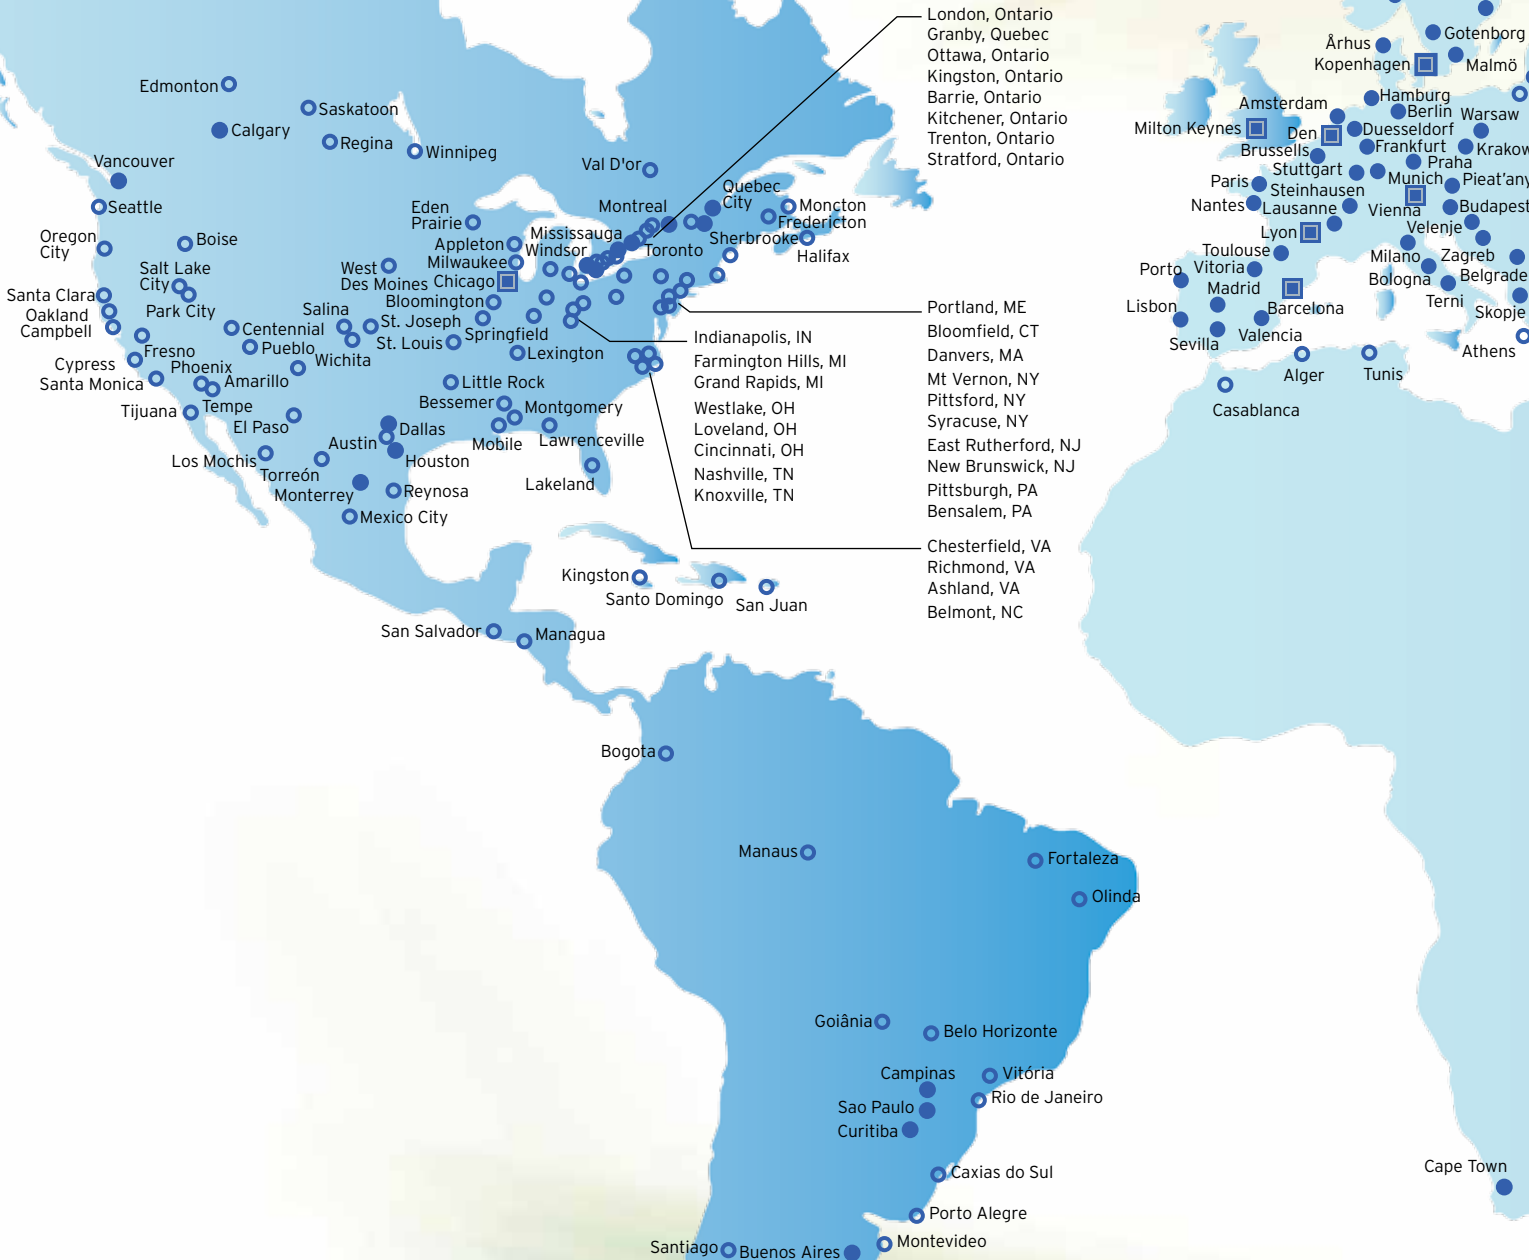 London, Ontario
Granby, Quebec
Ottawa, Ontario
Kingston, Ontario
Barrie, Ontario
Kitchener, Ontario
Trenton, Ontario
Stratford, Ontario
Edmonton
Saskatoon
Calgary
Regina
Winnipeg
Vancouver
Seattle
Val D'or
Quebec
City
Montreal
Moncton
Fredericton
Eden
Prairie
Mississauga
Sherbrooke
Toronto
Halifax
Appleton
Windsor
Milwaukee
Chicago
Oregon
City
Boise
West
Des Moines
Salt Lake
City
Santa Clara
Oakland
Campbell
Park City
Salina
Bloomington
St. Joseph
Springfield
St. Louis
Centennial
Pueblo
Wichita
Lexington
Fresno
Cypress
Santa Monica
Phoenix
Amarillo
Little Rock
Bessemer
Montgomery
Tijuana
Tempe
El Paso
Dallas
Austin
Mobile
Lawrenceville
Houston
Los Mochis
Torreón
Monterrey
Reynosa
Lakeland
Mexico City
Indianapolis, IN
Farmington Hills, MI
Grand Rapids, MI
Westlake, OH
Loveland, OH
Cincinnati, OH
Nashville, TN
Knoxville, TN
Portland, ME
Bloomfield, CT
Danvers, MA
Mt Vernon, NY
Pittsford, NY
Syracuse, NY
East Rutherford, NJ
New Brunswick, NJ
Pittsburgh, PA
Bensalem, PA
Chesterfield, VA
Richmond, VA
Ashland, VA
Belmont, NC
Kingston
Santo Domingo
San Juan
San Salvador
Managua
Bogota
Manaus
Fortaleza
Olinda
Goiânia
Belo Horizonte
Campinas
Vitória
Sao Paulo
Rio de Janeiro
Curitiba
Caxias do Sul
Porto Alegre
Santiago
Buenos Aires
Montevideo
Gotenborg
Århus
Kopenhagen
Malmö
Hamburg
Amsterdam
Berlin
Warsaw
Milton Keynes
Den
Duesseldorf
Brussells
Frankfurt
Krakow
Praha
Stuttgart
Paris
Steinhausen
Munich
Pieat'any
Nantes
Lausanne
Vienna
Budapest
Lyon
Velenje
Toulouse
Milano
Zagreb
Porto
Vitoria
Madrid
Bologna
Belgrade
Lisbon
Barcelona
Terni
Skopje
Sevilla
Valencia
Athens
Alger
Tunis
Casablanca
Cape Town